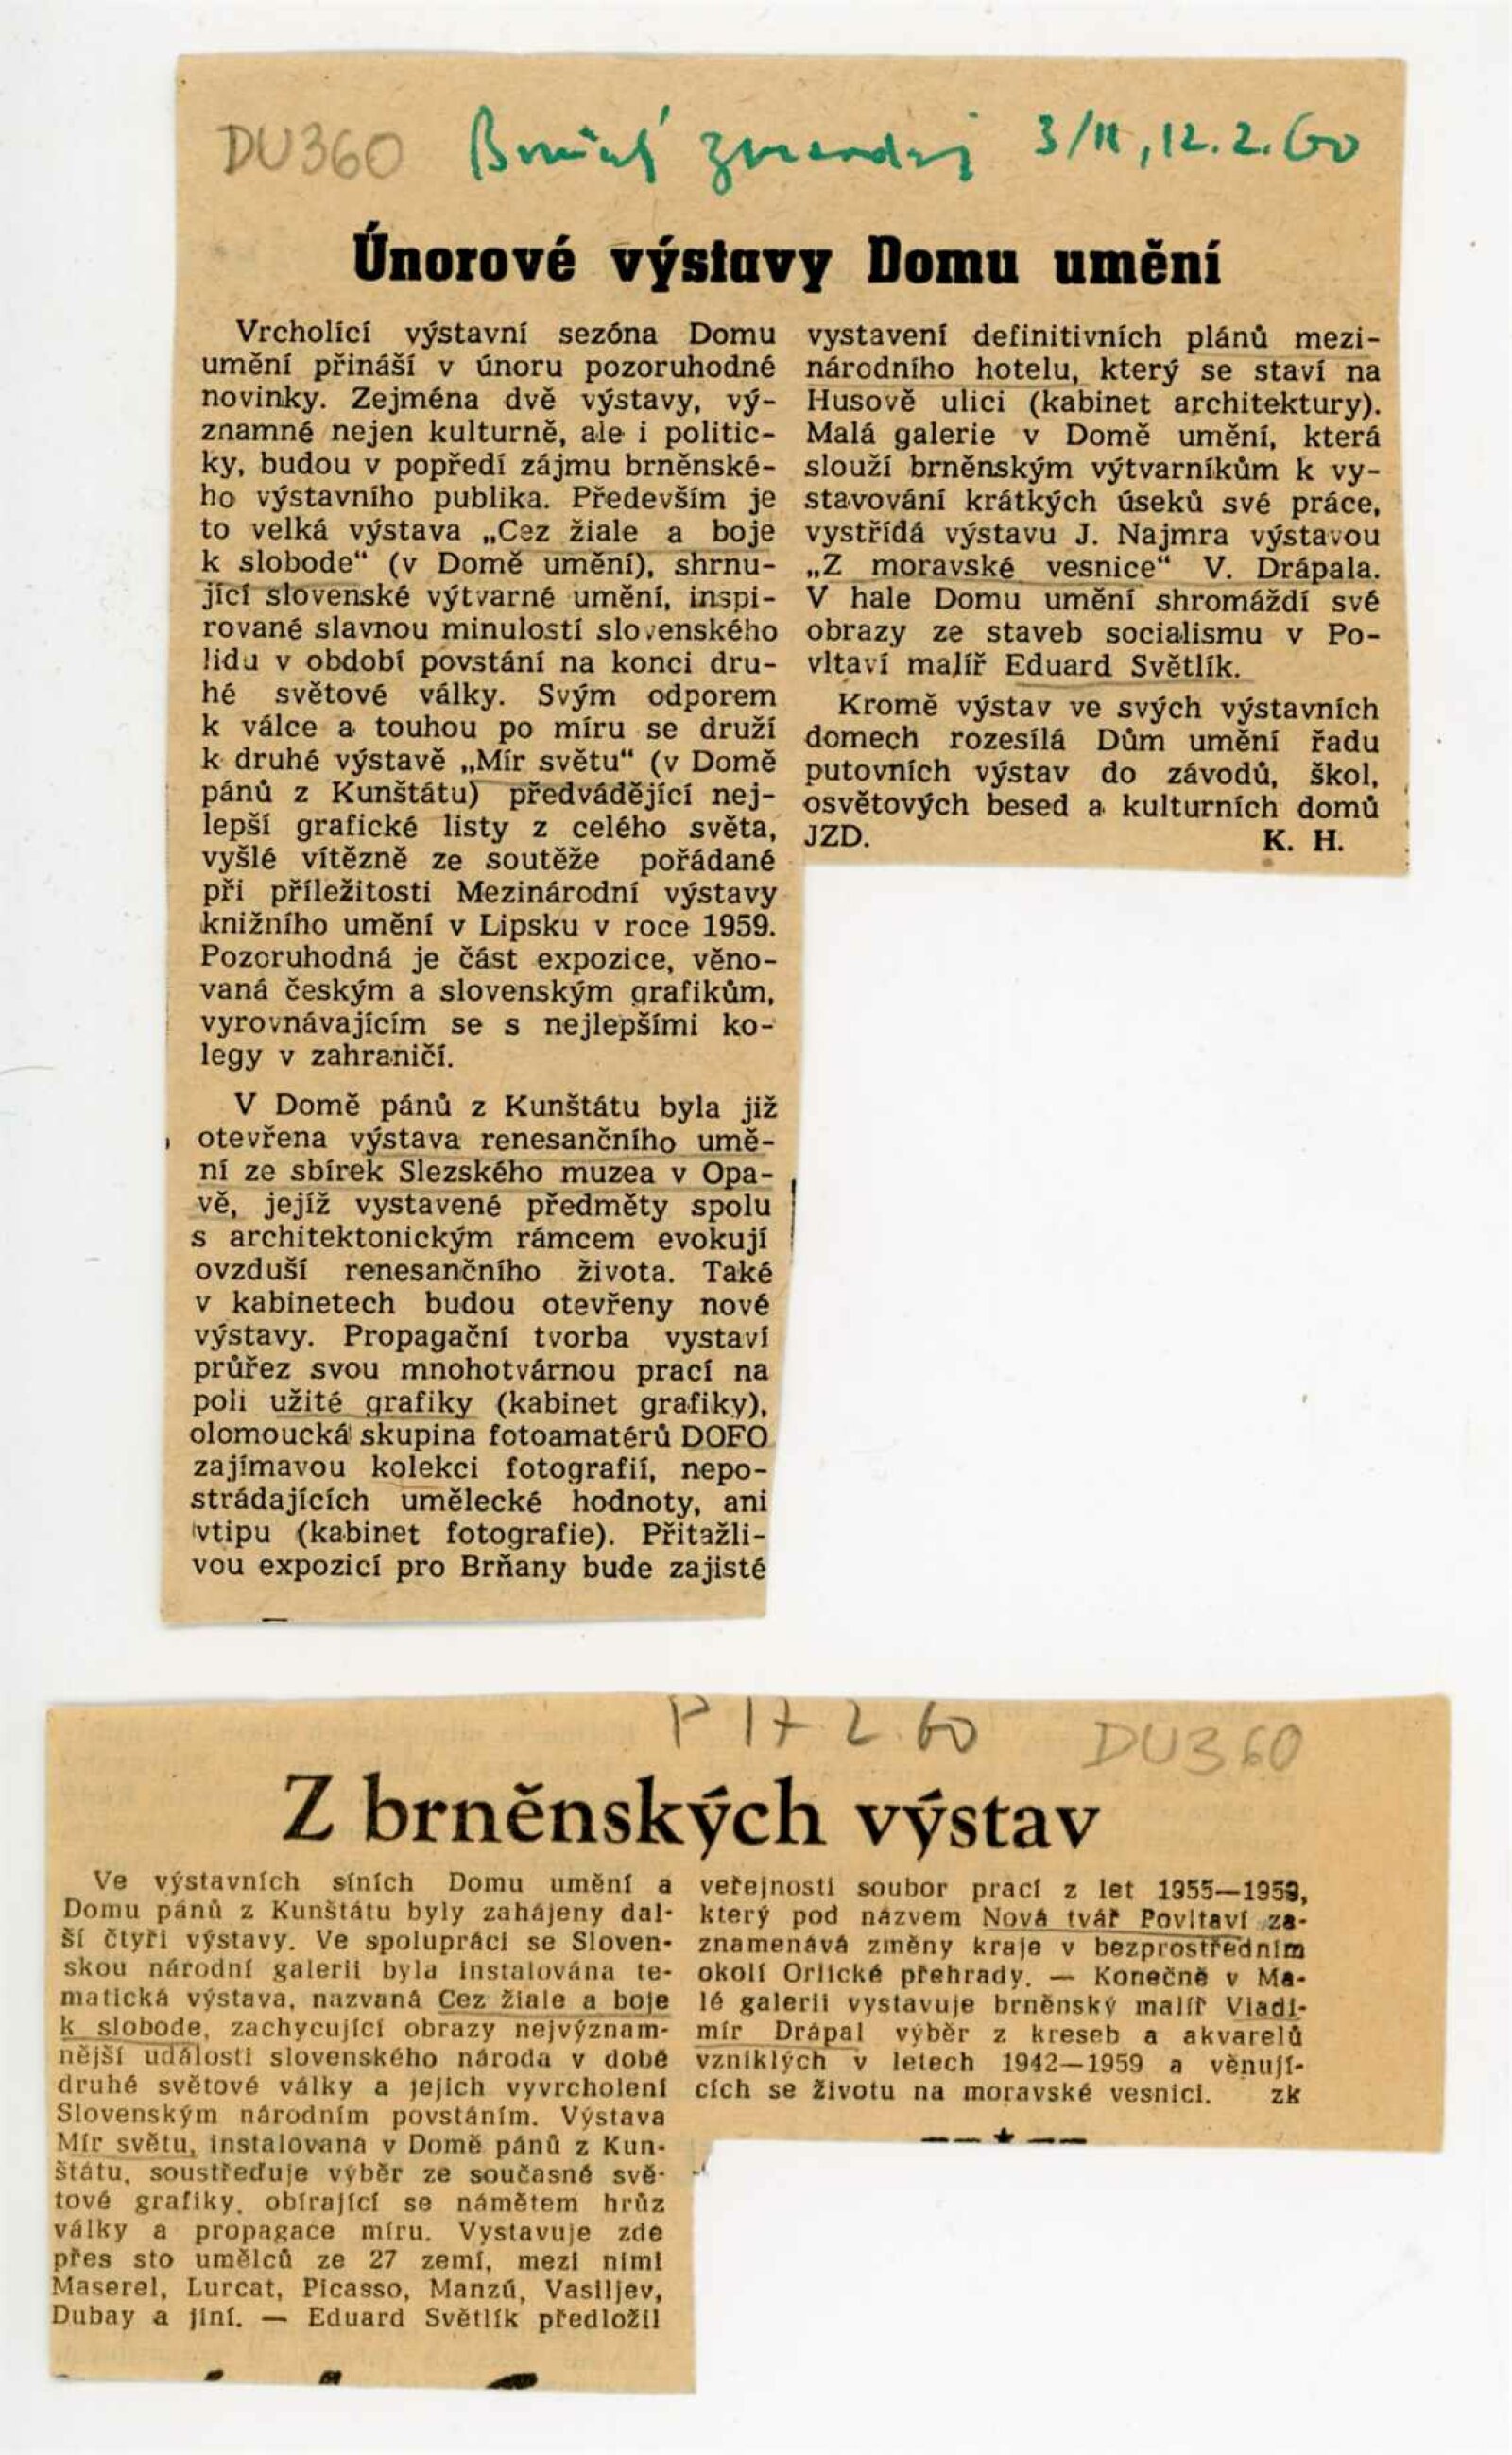 DU360 3/II, 12.2.60
Únorové výstavy Domu umění
Vrcholící výstavní sezóna Domu
umění přináší v únoru pozoruhodné
novinky. Zejména dvě výstavy, vý-
znamné nejen kulturně, ale i politic-
ky, budou v popředí zájmu brněnské-
ho výstavního publika. Především je
to velká výstava „Cez žiale a boje
k slobode“ (v Domě umění), shrnu-
jící slovenské výtvarné umění, inspi-
rované slavnou minulostí slovenského
lidu v období povstání na konci dru-
hé světové války. Svým odporem
k válce a touhou po míru se druží
k druhé výstavě „Mír světu“ (v Domě
pánů z Kunštátu) předvádějící nej-
lepší grafické listy z celého světa,
vyšlé vítězně ze soutěže pořádané
při příležitosti Mezinárodní výstavy
knižního umění v Lipsku v roce 1959.
Pozoruhodná je část expozice, věno-
vaná českým a slovenským grafikům,
vyrovnávajícím se s nejlepšími ko-
legy v zahraničí.
V Domě pánů z Kunštátu byla již
otevřena výstava renesančního umě-
ní ze sbírek Slezského muzea v Opa-
vě, jejíž vystavené předměty spolu
s architektonickým rámcem evokují
ovzduší renesančního života. Také
v kabinetech budou otevřeny nové
výstavy. Propagační tvorba vystaví
průřez svou mnohotvárnou prací na
poli užité grafiky (kabinet grafiky),
olomoucká skupina fotoamatérů DOFO
zajímavou kolekci fotografií, nepo-
strádajících umělecké hodnoty, ani
vtipu (kabinet fotografie). Přitažli-
vou expozicí pro Brňany bude zajisté
vystavení definitivních plánů mezi-
národního hotelu, který se staví na
Husově ulici (kabinet architektury).
Malá galerie v Domě umění, která
slouží brněnským výtvarníkům k vy-
stavování krátkých úseků své práce,
vystřídá výstavu J. Najmra výstavou
„Z moravské vesnice“ V. Drápala.
V hale Domu umění shromáždí své
obrazy ze staveb socialismu v Po-
vltaví malíř Eduard Světlík.
Kromě výstav ve svých výstavních
domech rozesílá Dům umění řadu
putovních výstav do závodů, škol,
osvětových besed a kulturních domů
JZD. K. H.
P 17 2. 60 DU360
Z brněnských výstav
Ve výstavních síních Domu umění a
Domu pánů z Kunštátu byly zahájeny dal-
ší čtyři výstavy. Ve spolupráci se Sloven-
skou národní galerií byla instalována te-
matická výstava, nazvaná Cez žiale a boje
k slobode, zachycující obrazy nejvýznam-
nější události slovenského národa v době
druhé světové války a jejich vyvrcholení
Slovenským národním povstáním. Výstava
Mír světu, instalovaná v Domě pánů z Kun-
štátu, soustřeďuje výběr ze současné svě-
tové grafiky, obírající se námětem hrůz
války a propagace míru. Vystavuje zde
přes sto umělců ze 27 zemí, mezi nimi
Maserel, Lurcat, Picasso, Manzú, Vasiljev,
Dubay a jiní. — Eduard Světlík předložil
veřejnosti soubor prací z let 1955—1959,
který pod názvem Nová tvář Povltaví za-
znamenává změny kraje v bezprostředním
okolí Orlické přehrady. — Konečně v Ma-
lé galerii vystavuje brněnský malíř Vladi-
mír Drápal výběr z kreseb a akvarelů
vzniklých v letech 1942—1959 a věnují-
cích se životu na moravské vesnici. zk